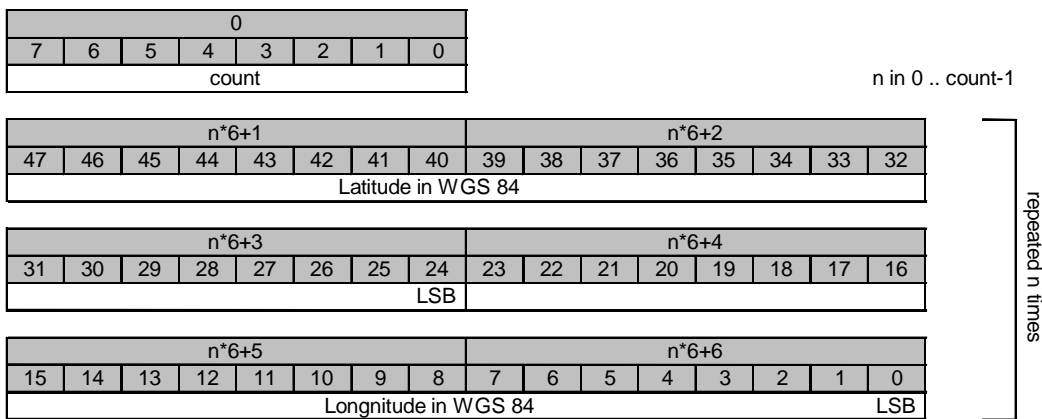 0
7 6 5 4 3 2 1 0
count
n in 0 .. count-1
n*6+1 n*6+2
47 46 45 44 43 42 41 40 39 38 37 36 35 34 33 32
Latitude in WGS 84
n*6+3 n*6+4
31 30 29 28 27 26 25 24 23 22 21 20 19 18 17 16
LSB
n*6+5 n*6+6
15 14 13 12 11 10 9 8 7 6 5 4 3 2 1 0
Longnitude in WGS 84 LSB
repeated n times